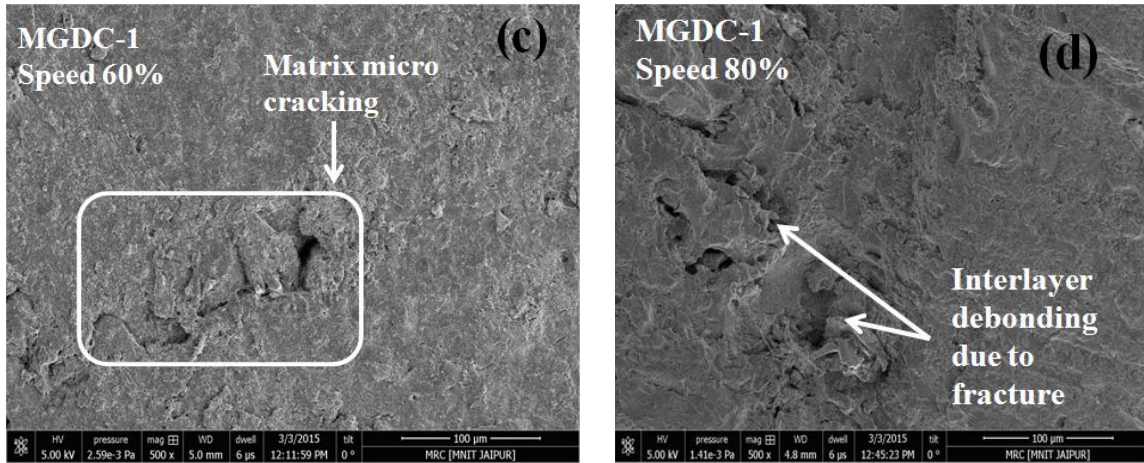 MGDC-1
Speed 60%
(c)
Matrix micro
cracking
HV
pressure
mag
WD
dwell
3/3/2015
tilt
100 µm
5.00 kV
2.59e-3 Pa
500 x
5.0 mm
6 µs
12:11:59 PM
0 °
MRC [MNIT JAIPUR]
MGDC-1
Speed 80%
(d)
Interlayer
debonding
due to
fracture
HV
pressure
mag
WD
dwell
3/3/2015
tilt
100 µm
5.00 kV
1.41e-3 Pa
500 x
4.8 mm
6 µs
12:45:23 PM
0 °
MRC [MNIT JAIPUR]